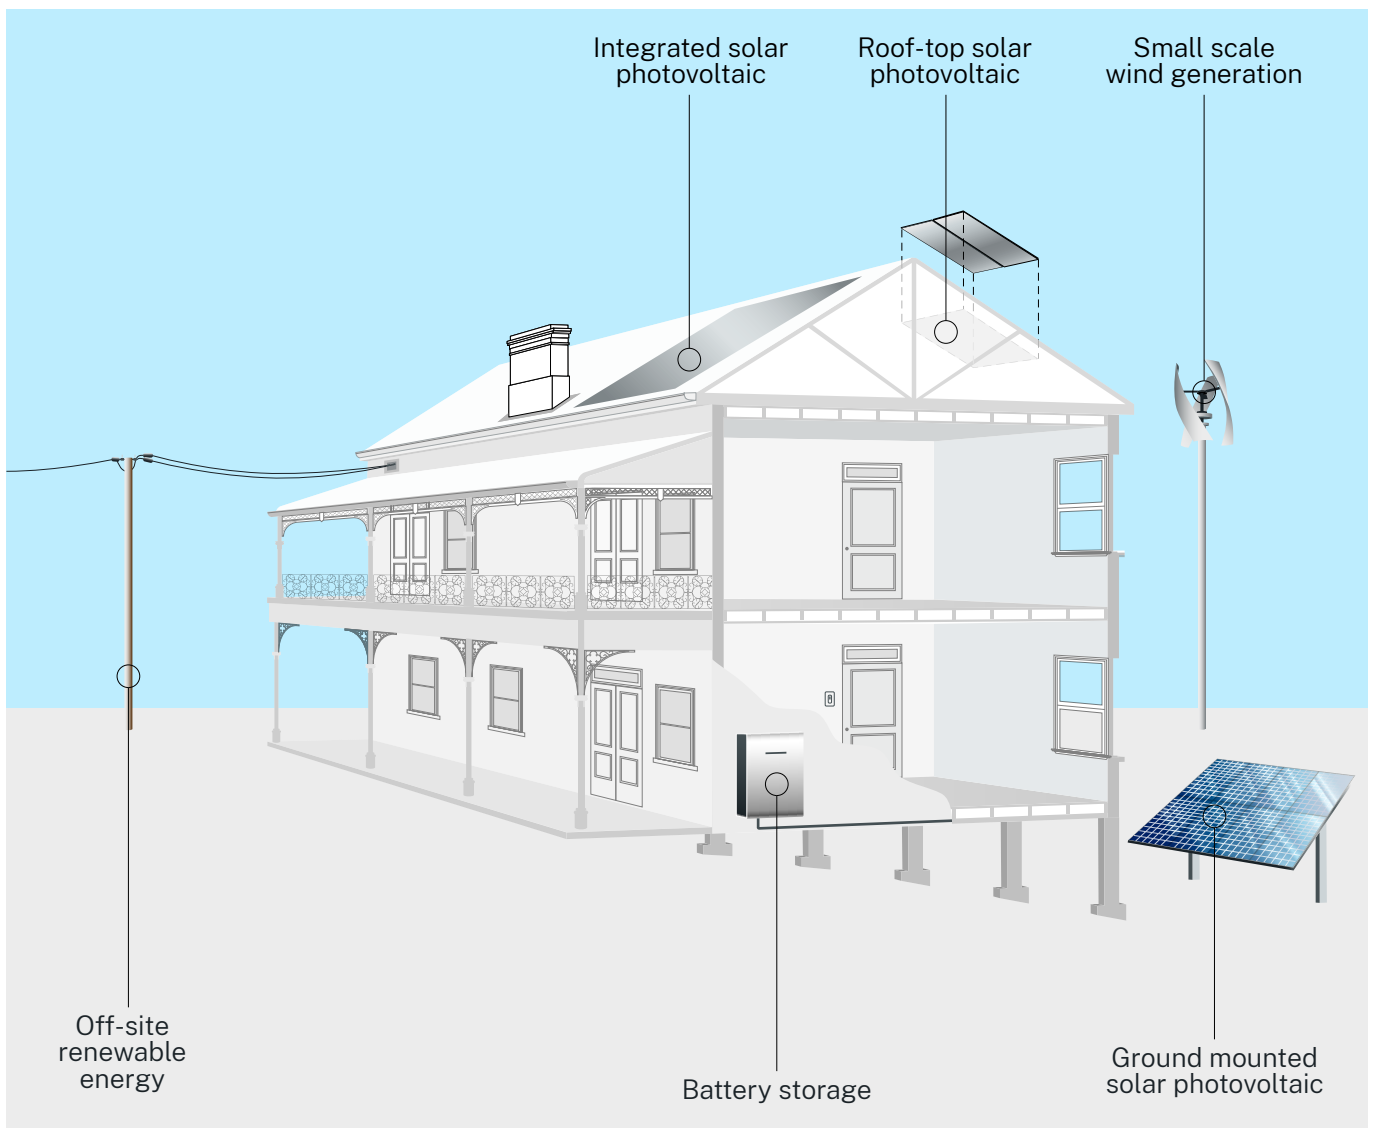 Integrated solar
photovoltaic
Roof-top solar
photovoltaic
Small scale
wind generation
Off-site
renewable
energy
Battery storage
Ground mounted
solar photovoltaic